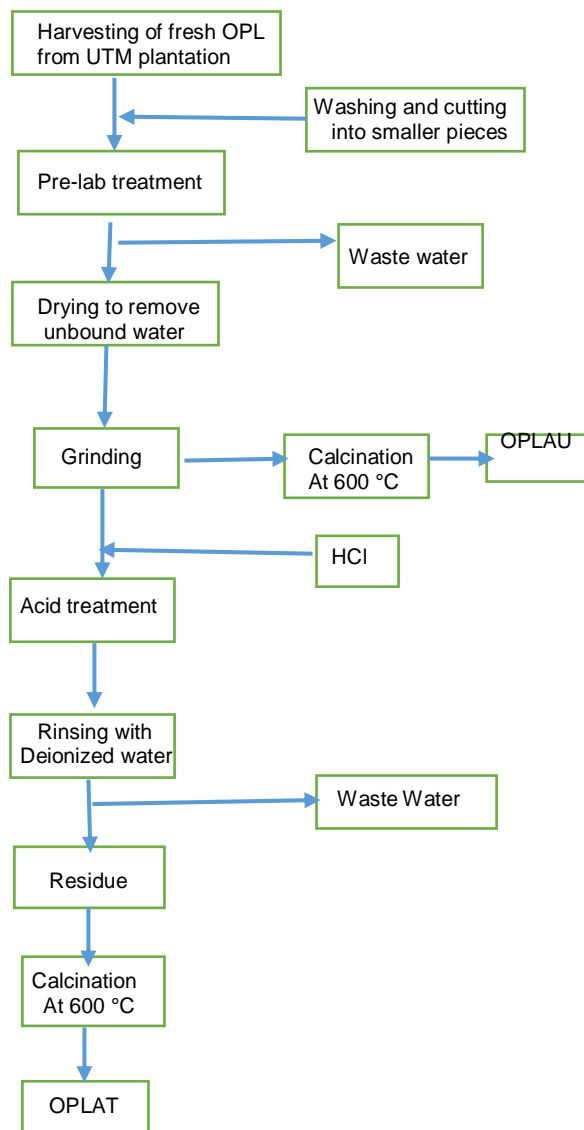 Harvesting of fresh OPL
from UTM plantation
Washing and cutting
into smaller pieces
Pre-lab treatment
Waste water
Drying to remove
unbound water
Grinding
Calcination
At 600 °C
OPLAU
HCl
Acid treatment
Rinsing with
Deionized water
Waste Water
Residue
Calcination
At 600 °C
OPLAT